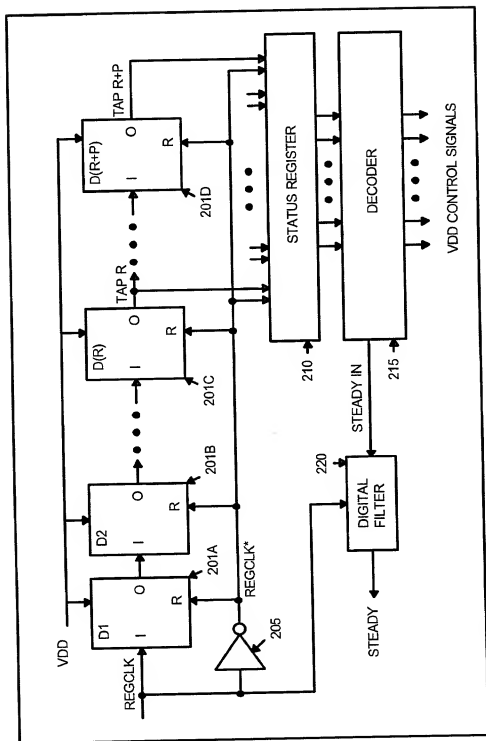 VDD
REGCLK
D1
I
O
R
201A
D2
I
O
R
201B
D(R)
I
O
R
201C
TAP R
D(R+P)
I
O
R
201D
TAP R+P
205
REGCLK*
STATUS REGISTER
210
DECODER
215
VDD CONTROL SIGNALS
STEADY IN
220
DIGITAL
FILTER
STEADY